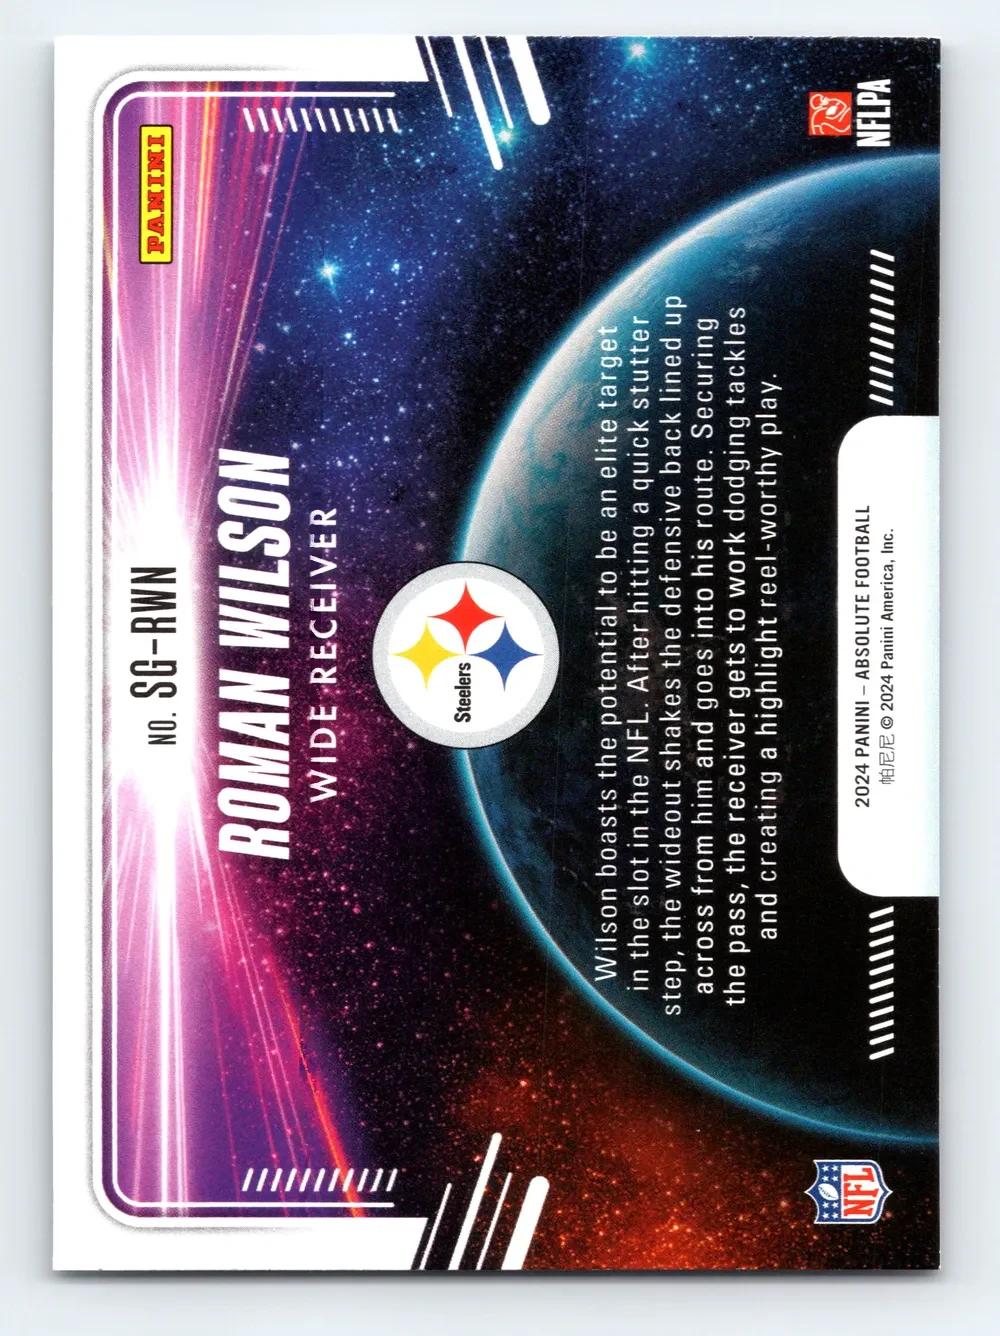 PANINI
NO. SG-RWN
ROMAN WILSON
WIDE RECEIVER
Steelers
Wilson boasts the potential to be an elite target
in the slot in the NFL. After hitting a quick stutter
step, the wideout shakes the defensive back lined up
across from him and goes into his route. Securing
the pass, the receiver gets to work dodging tackles
and creating a highlight reel-worthy play.
2024 PANINI – ABSOLUTE FOOTBALL
帕尼尼 © 2024 Panini America, Inc.
NFL
NFLPA